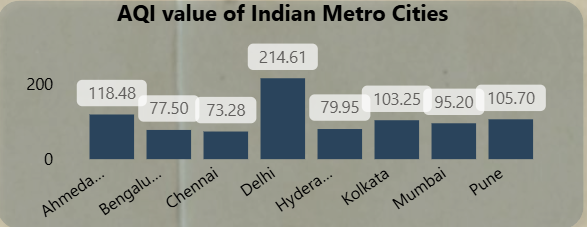 AQI value of Indian Metro Cities
200
0
118.48
77.50
73.28
214.61
79.95
103.25
95.20
105.70
Ahmeda...
Bengalu...
Chennai
Delhi
Hydera...
Kolkata
Mumbai
Pune